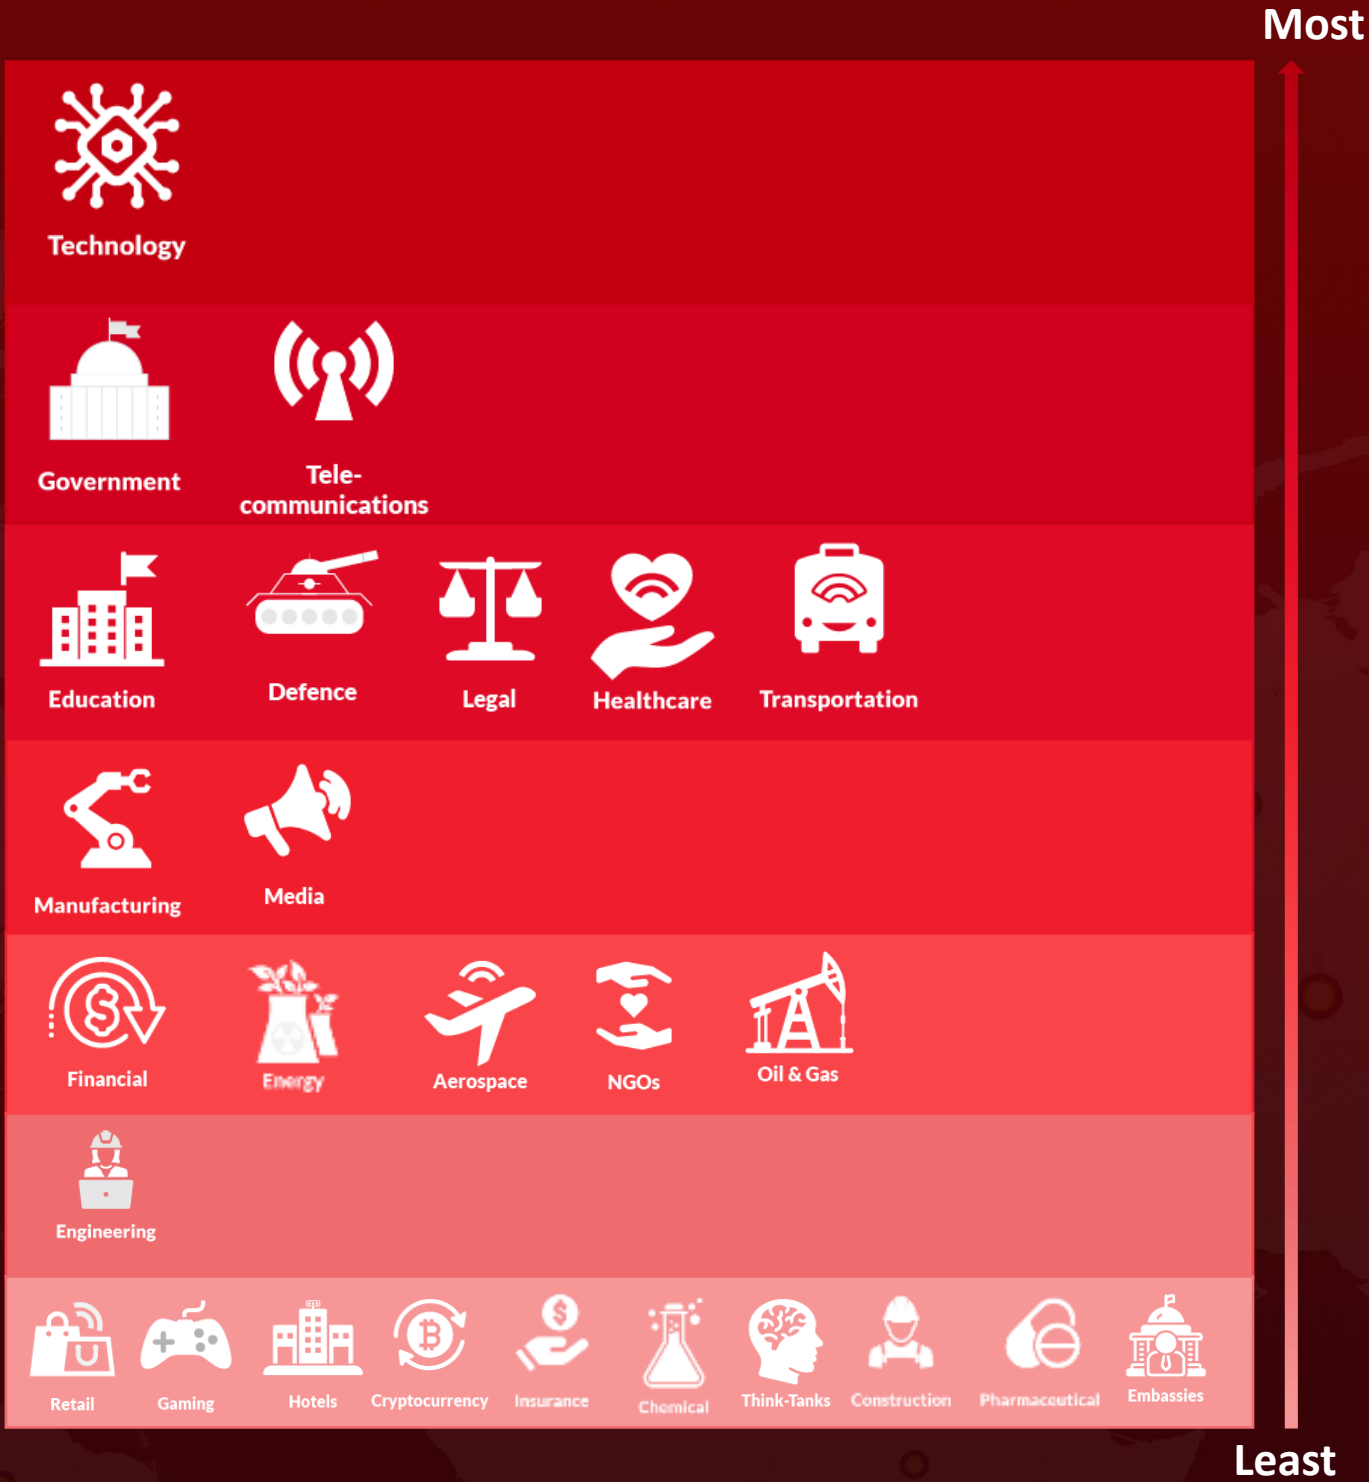 Most
Technology
Government
Tele-
communications
Education
Defence
Legal
Healthcare
Transportation
Manufacturing
Media
Financial
Energy
Aerospace
NGOs
Oil & Gas
Engineering
Retail
Gaming
Hotels
Cryptocurrency
Insurance
Chemical
Think-Tanks
Construction
Pharmaceutical
Embassies
Least